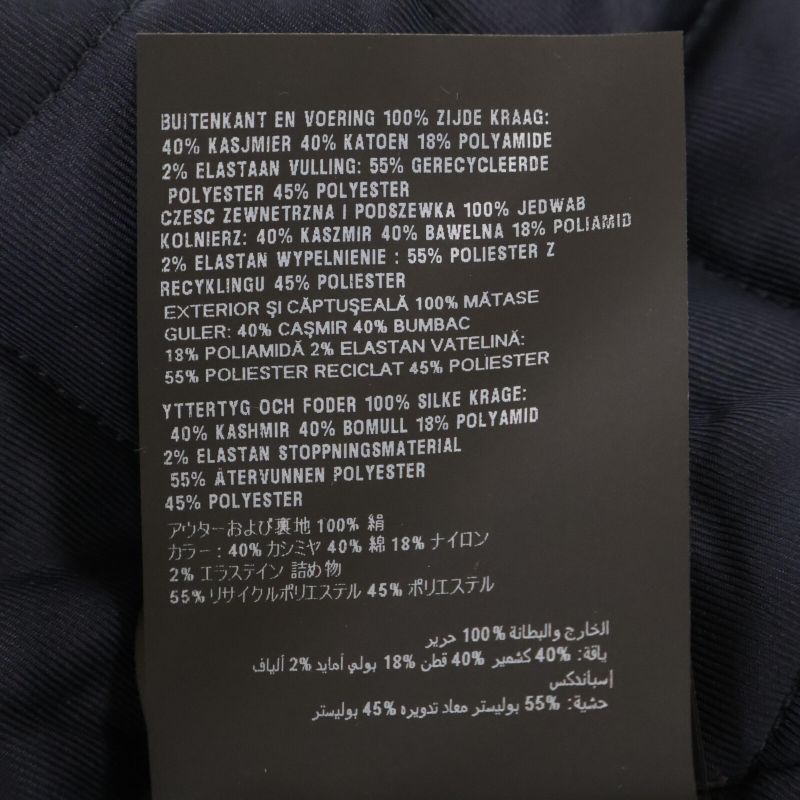 BUITENKANT EN VOERING 100% ZIJDE KRAAG:
40% KASJMIER 40% KATOEN 18% POLYAMIDE
2% ELASTAAN VULLING: 55% GERECYCLEERDE
POLYESTER 45% POLYESTER
CZESC ZEWNETRZNA I PODSZEWKA 100% JEDWAB
KOLNIERZ: 40% KASZMIR 40% BAWELNA 18% POLIAMID
2% ELASTAN WYPELNIENIE : 55% POLIESTER Z
RECYKLINGU 45% POLIESTER
EXTERIOR ŞI CĂPTUŞEALĂ 100% MĂTASE
GULER: 40% CAŞMIR 40% BUMBAC
18% POLIAMIDĂ 2% ELASTAN VATELINĂ:
55% POLIESTER RECICLAT 45% POLIESTER
YTTERTYG OCH FODER 100% SILKE KRAGE:
40% KASHMIR 40% BOMULL 18% POLYAMID
2% ELASTAN STOPPNINGSMATERIAL
55% ÅTERVUNNEN POLYESTER
45% POLYESTER
アウターおよび裏地 100% 絹
カラー : 40% カシミヤ 40% 綿 18% ナイロン
2% エラステイン 詰め物
55% リサイクルポリエステル 45% ポリエステル
الخارج والبطانة %100 حرير
ياقة: %40 كشمير %40 قطن %18 بولي أمايد %2 ألياف
إسباندكس
حشية: %55 بوليستر معاد تدويره %45 بوليستر